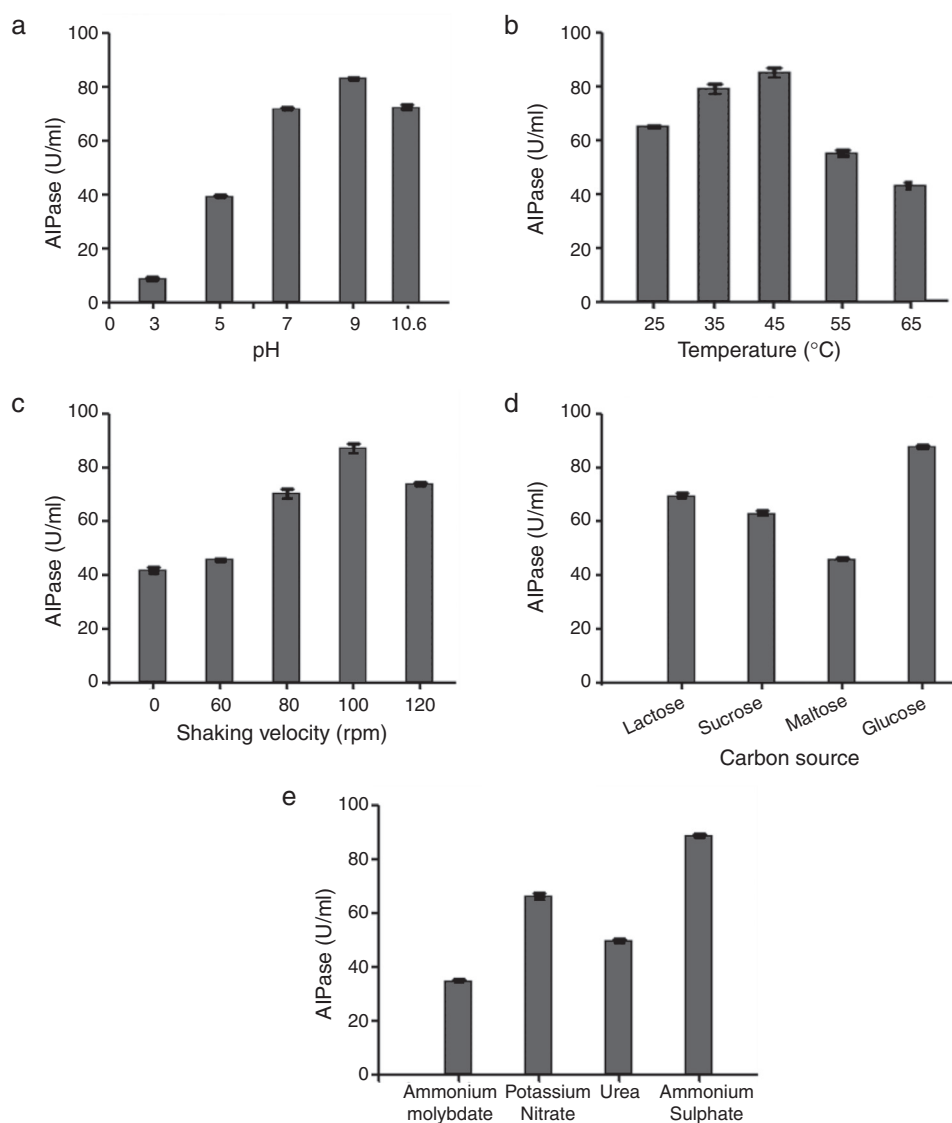 a
100
80
60
40
20
0
AlPase (U/ml)
0 3 5 7 9 10.6
pH
b
100
80
60
40
20
0
AlPase (U/ml)
25 35 45 55 65
Temperature (°C)
c
100
80
60
40
20
0
AlPase (U/ml)
0 60 80 100 120
Shaking velocity (rpm)
d
100
80
60
40
20
0
AlPase (U/ml)
Lactose Sucrose Maltose Glucose
Carbon source
e
100
80
60
40
20
0
AlPase (U/ml)
Ammonium Potassium Urea Ammonium
molybdate Nitrate Sulphate